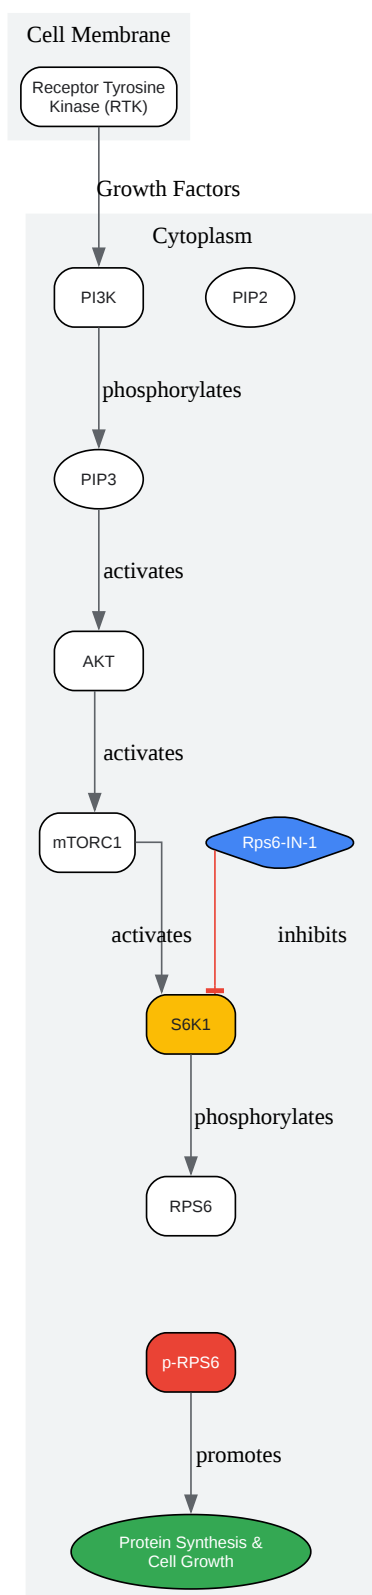 Cell Membrane
Receptor Tyrosine
Kinase (RTK)
Growth Factors
Cytoplasm
PI3K
PIP2
phosphorylates
PIP3
activates
AKT
activates
mTORC1
Rps6-IN-1
activates
inhibits
S6K1
phosphorylates
RPS6
p-RPS6
promotes
Protein Synthesis &
Cell Growth